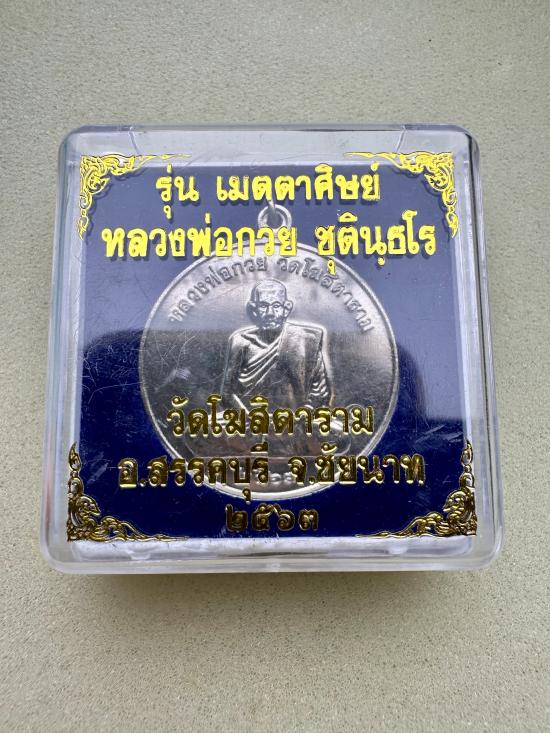 รุ่น เมตตาศิษย์
หลวงพ่อกวย ชุตินฺธโร
หลวงพ่อกวย วัดโฆสิตาราม
วัดโฆสิตาราม
อ.สรรคบุรี จ.ชัยนาท
๒๕๖๓